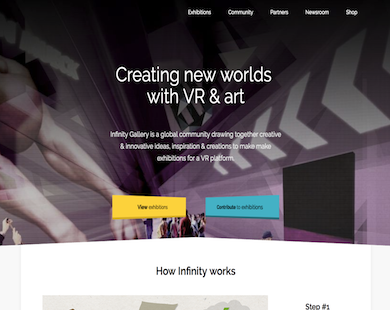 Exhibitions Community Partners Newsroom Shop
Creating new worlds
with VR & art
Infinity Gallery is a global community drawing together creative
& innovative ideas, inspiration & creations to make make
exhibitions for a VR platform.
View exhibitions
Contribute to exhibitions
How Infinity works
Step #1